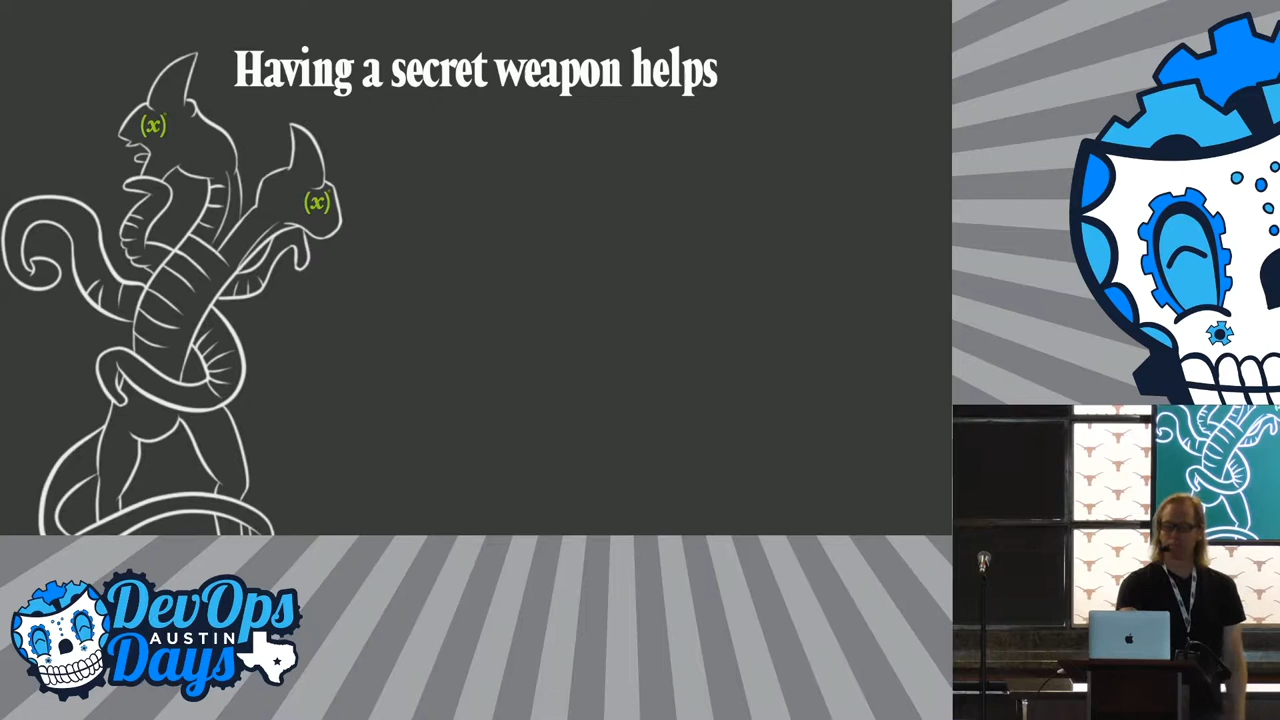 Having a secret weapon helps
(x)
(x)
DevOps
AUSTIN
Days